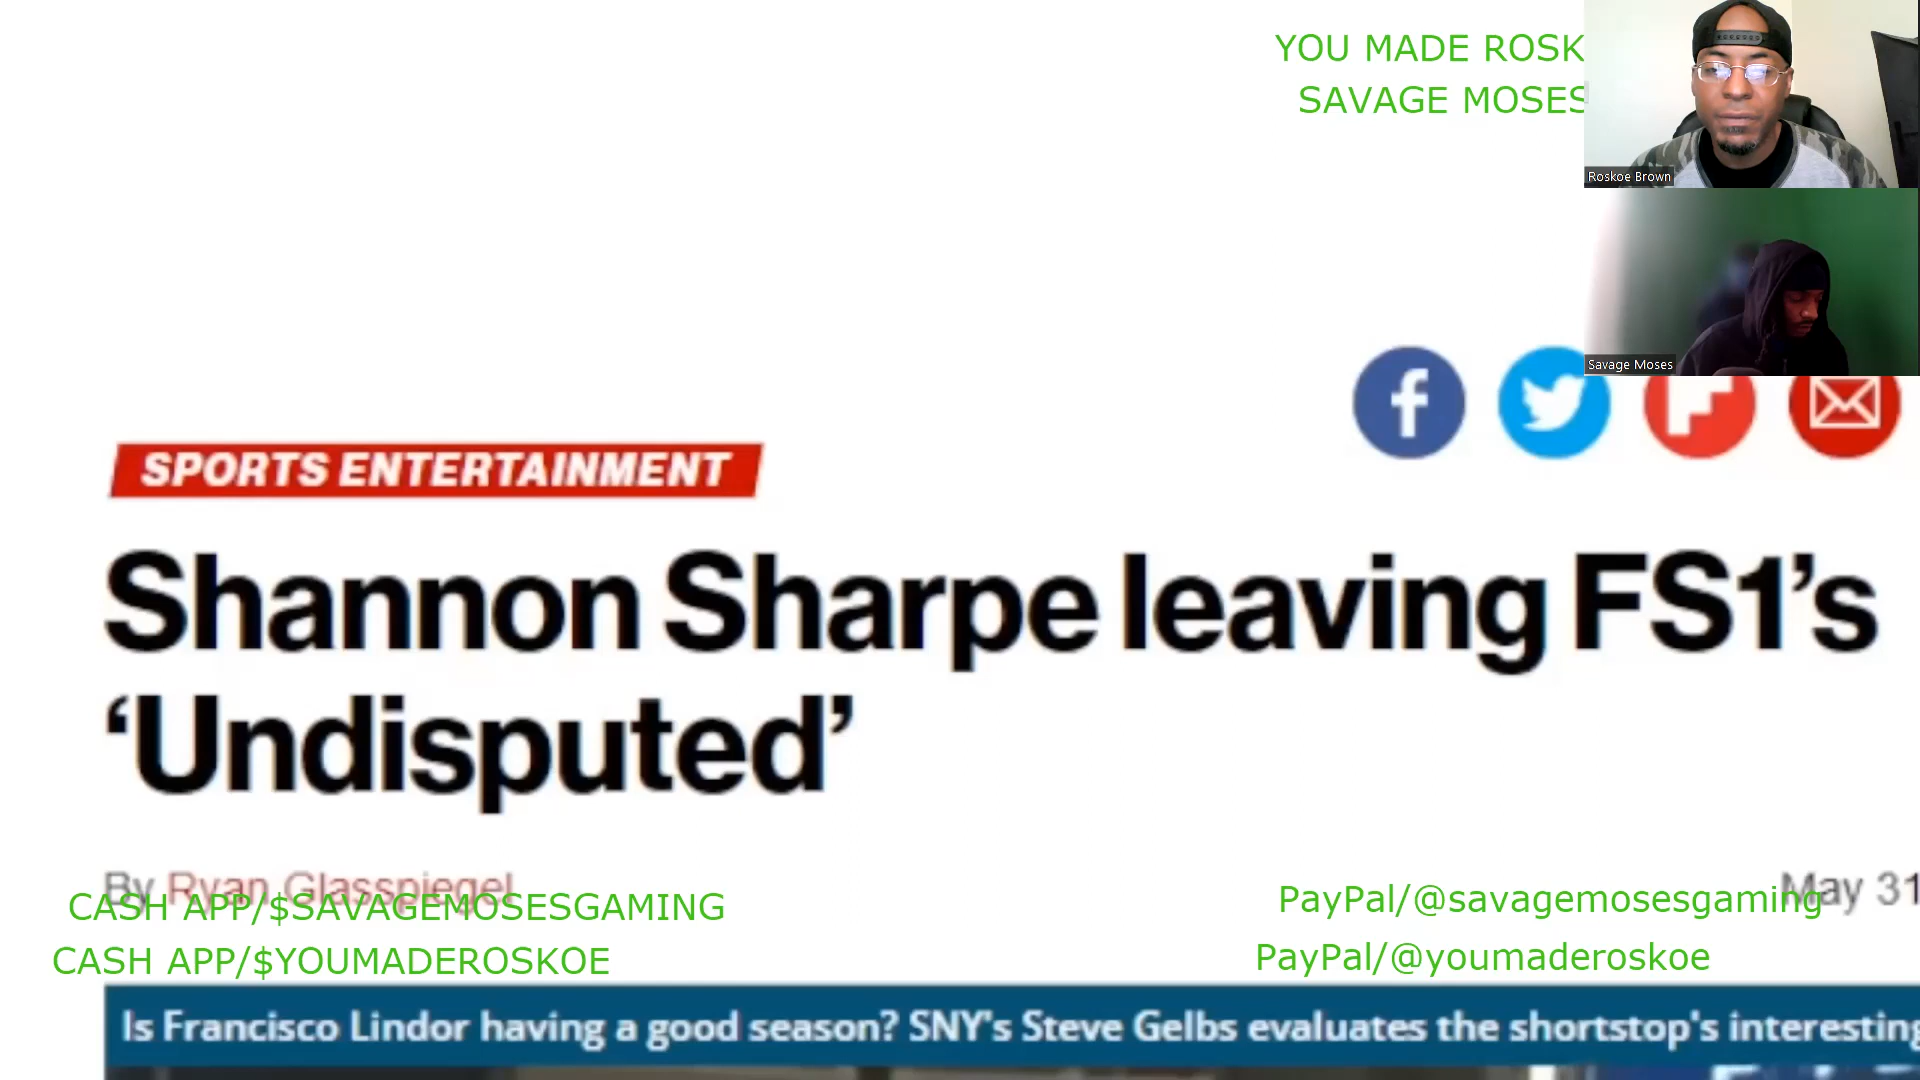 YOU MADE ROSK
SAVAGE MOSES
Roskoe Brown
Savage Moses
SPORTS ENTERTAINMENT
Shannon Sharpe leaving FS1's
‘Undisputed’
By Ryan Glasspiegel
May 31
CASH APP/$SAVAGEMOSESGAMING
PayPal/@savagemosesgaming
CASH APP/$YOUMADEROSKOE
PayPal/@youmaderoskoe
Is Francisco Lindor having a good season? SNY's Steve Gelbs evaluates the shortstop's interesting